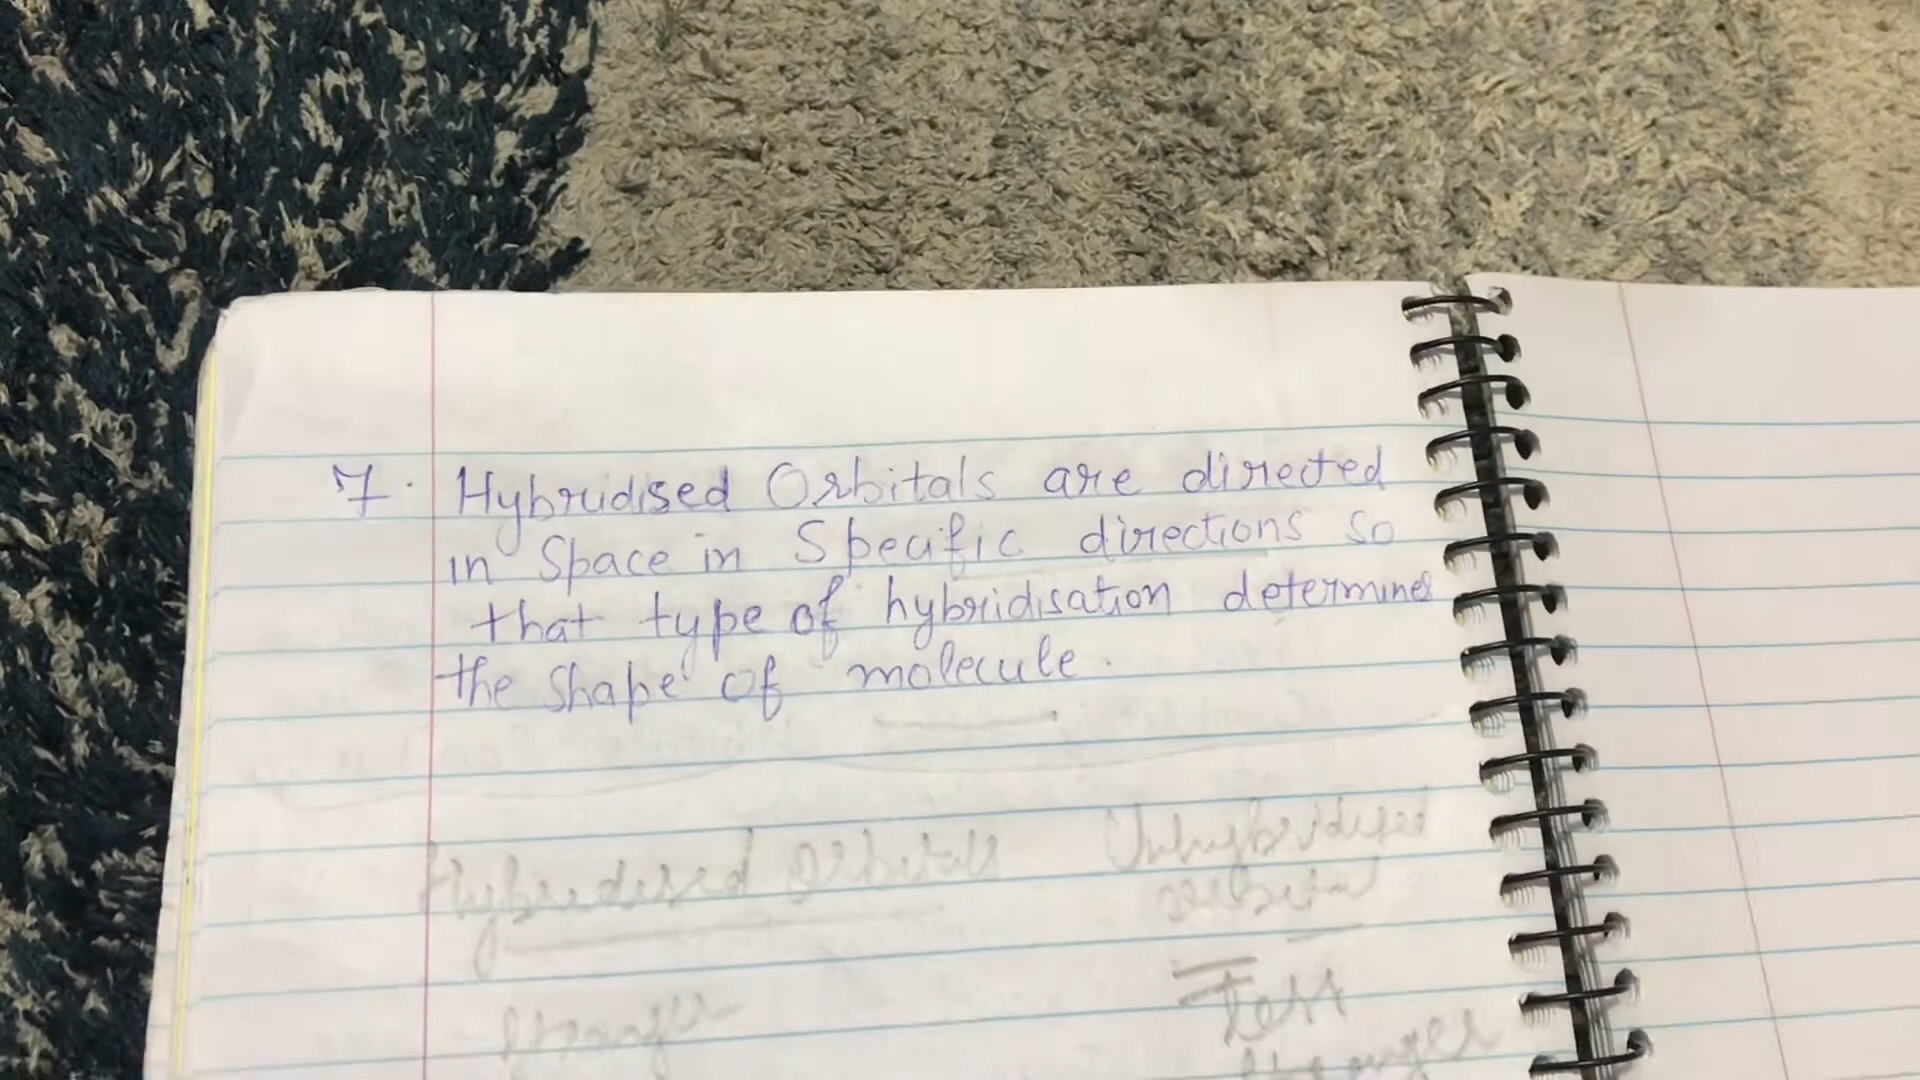 7. Hybridised Orbitals are directed
in Space in Specific directions so
that type of hybridisation determines
the shape of molecule.